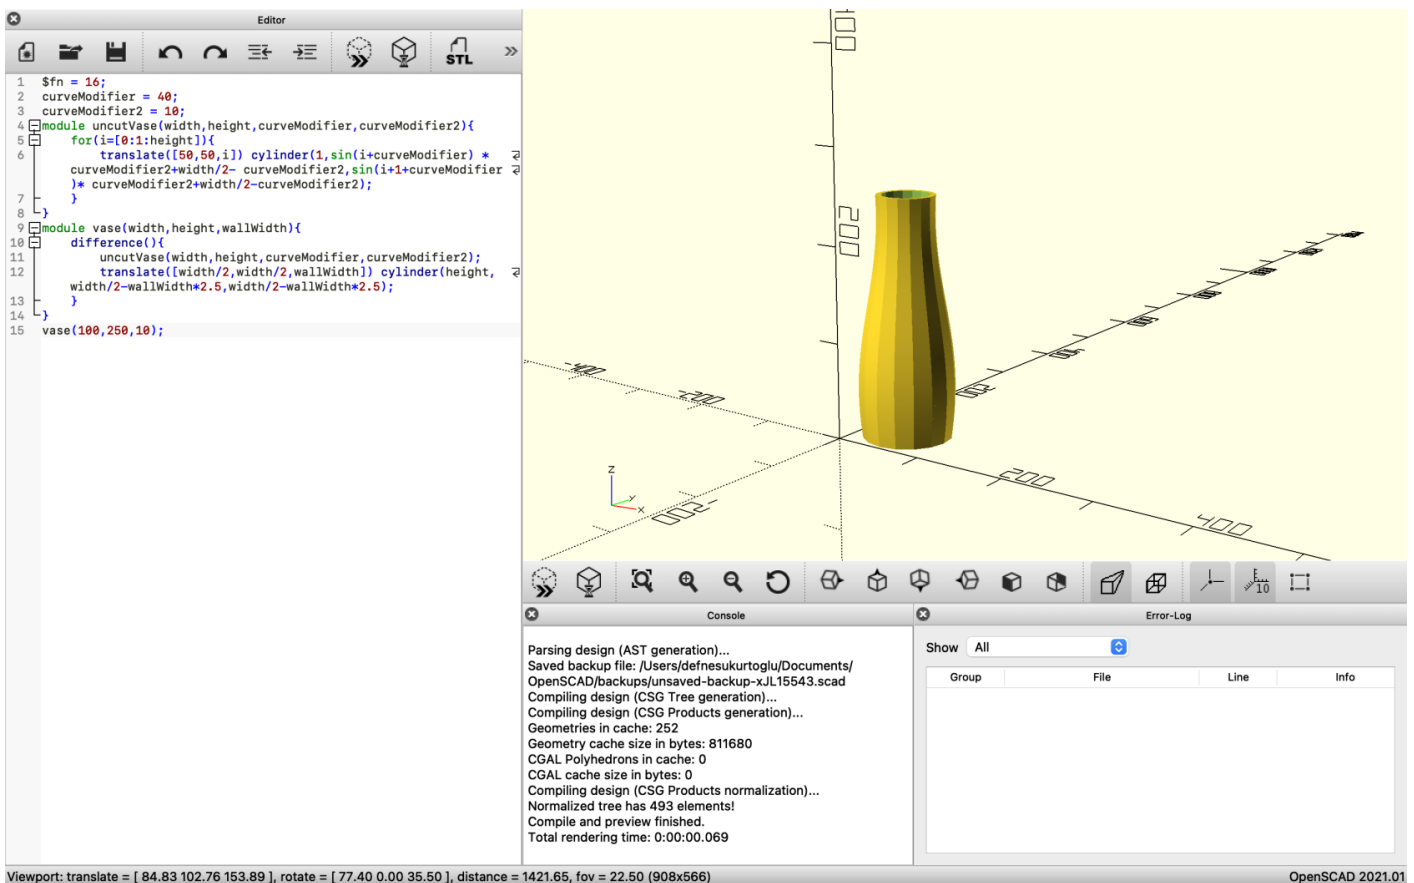 Editor
STL
1 $fn = 16;
2 curveModifier = 40;
3 curveModifier2 = 10;
4 module uncutVase(width,height,curveModifier,curveModifier2){
5 for(i=[0:1:height]){
6 translate([50,50,i]) cylinder(1,sin(i+curveModifier) *
curveModifier2+width/2- curveModifier2,sin(i+1+curveModifier
)* curveModifier2+width/2-curveModifier2);
7 }
8 }
9 module vase(width,height,wallWidth){
10 difference(){
11 uncutVase(width,height,curveModifier,curveModifier2);
12 translate([width/2,width/2,wallWidth]) cylinder(height,
width/2-wallWidth*2.5,width/2-wallWidth*2.5);
13 }
14 }
15 vase(100,250,10);
200
-400
-200
200
-200
400
Z
Y
X
10
Console
Parsing design (AST generation)...
Saved backup file: /Users/defnesukurtoglu/Documents/
OpenSCAD/backups/unsaved-backup-xJL15543.scad
Compiling design (CSG Tree generation)...
Compiling design (CSG Products generation)...
Geometries in cache: 252
Geometry cache size in bytes: 811680
CGAL Polyhedrons in cache: 0
CGAL cache size in bytes: 0
Compiling design (CSG Products normalization)...
Normalized tree has 493 elements!
Compile and preview finished.
Total rendering time: 0:00:00.069
Error-Log
Show All
Group File Line Info
Viewport: translate = [ 84.83 102.76 153.89 ], rotate = [ 77.40 0.00 35.50 ], distance = 1421.65, fov = 22.50 (908x566)
OpenSCAD 2021.01